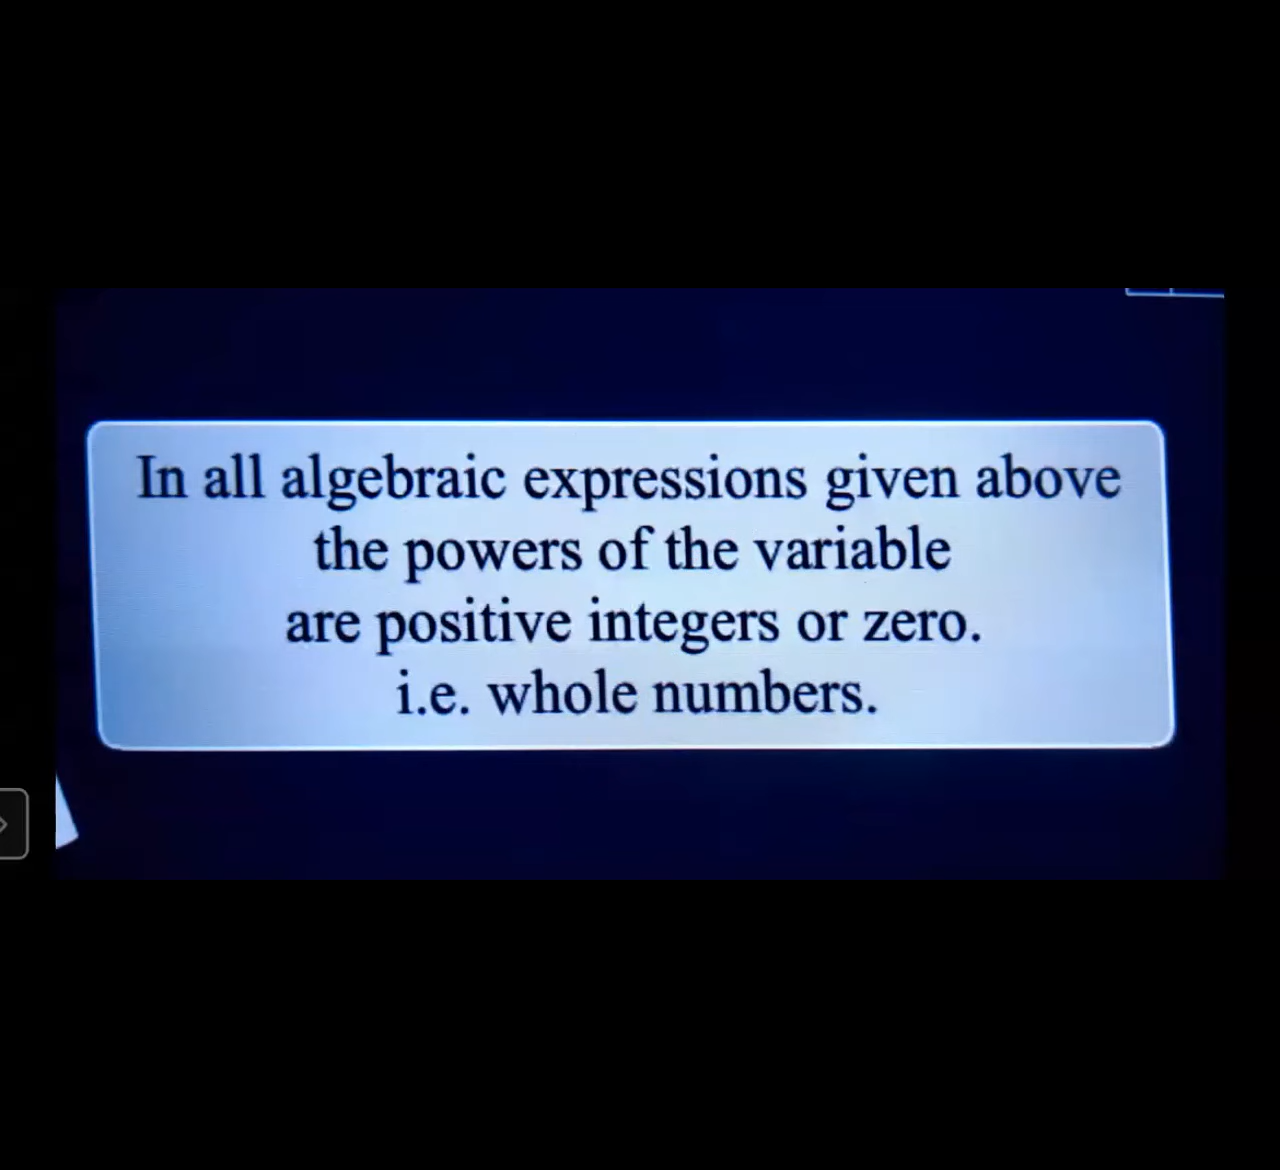 In all algebraic expressions given above
the powers of the variable
are positive integers or zero.
i.e. whole numbers.